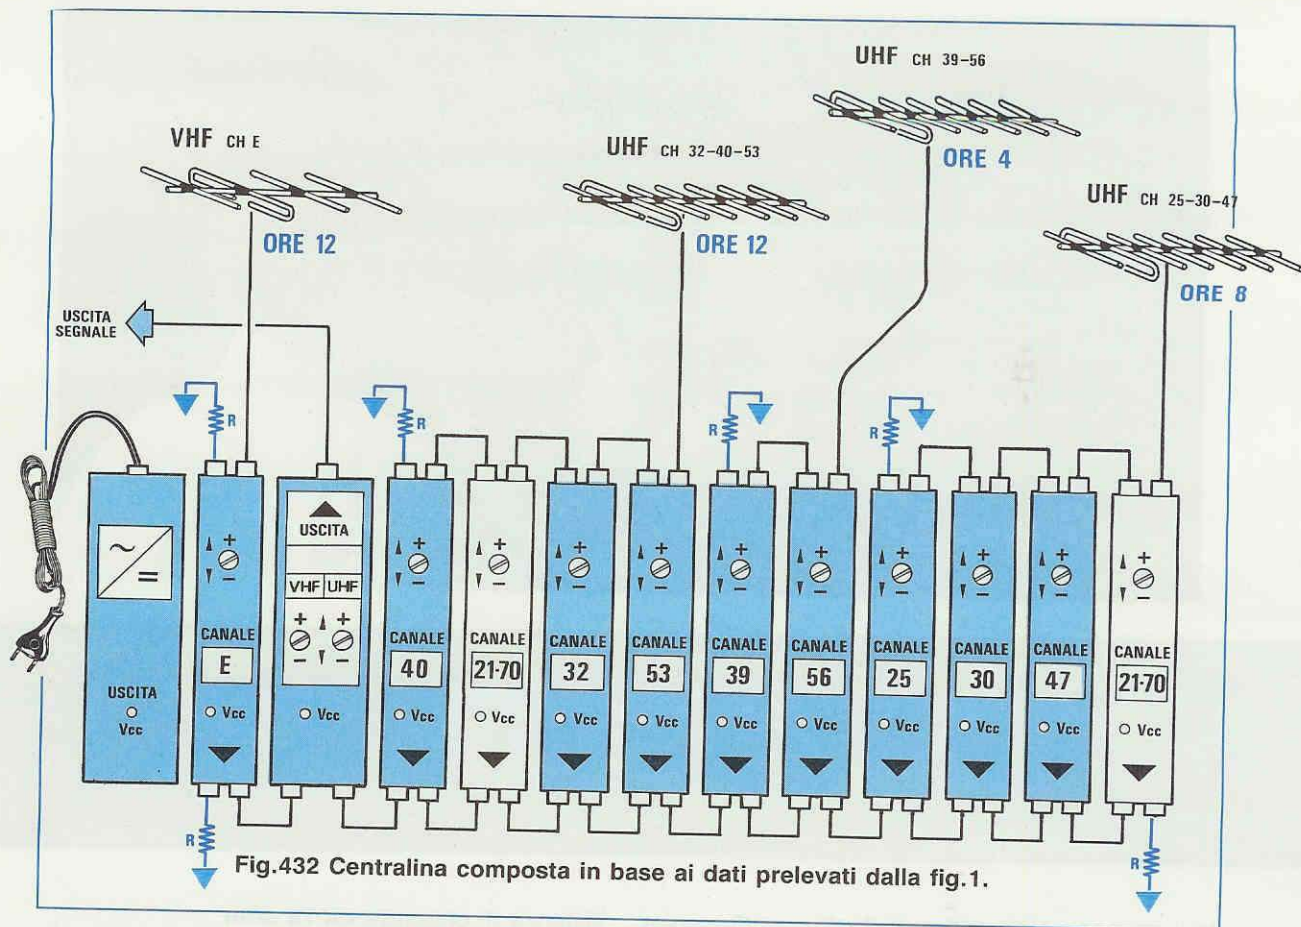 UHF CH 39-56
ORE 4
VHF CH E
ORE 12
UHF CH 32-40-53
ORE 12
UHF CH 25-30-47
ORE 8
USCITA
SEGNALE
R
R
R
R
~
=
USCITA
Vcc
+
−
CANALE
E
Vcc
USCITA
VHF UHF
+ +
− −
Vcc
+
−
CANALE
40
Vcc
+
−
CANALE
21-70
Vcc
+
−
CANALE
32
Vcc
+
−
CANALE
53
Vcc
+
−
CANALE
39
Vcc
+
−
CANALE
56
Vcc
+
−
CANALE
25
Vcc
+
−
CANALE
30
Vcc
+
−
CANALE
47
Vcc
+
−
CANALE
21-70
Vcc
R
R
Fig.432 Centralina composta in base ai dati prelevati dalla fig.1.